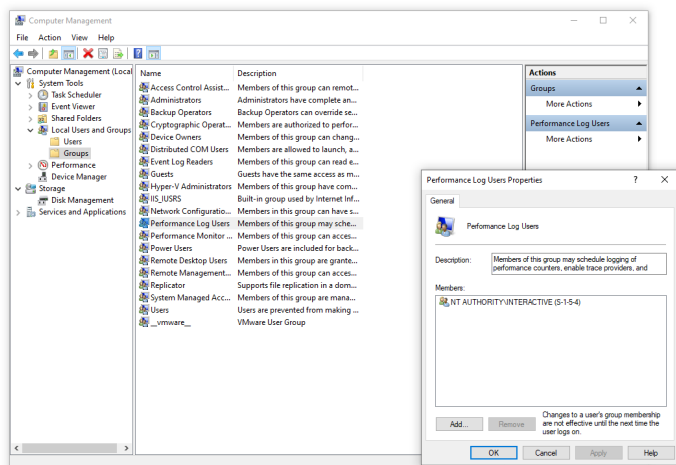 Computer Management
File Action View Help
Computer Management (Local
System Tools
Task Scheduler
Event Viewer
Shared Folders
Local Users and Groups
Users
Groups
Performance
Device Manager
Storage
Disk Management
Services and Applications
Name Description
Access Control Assist... Members of this group can remot...
Administrators Administrators have complete an...
Backup Operators Backup Operators can override se...
Cryptographic Operat... Members are authorized to perfor...
Device Owners Members of this group can chang...
Distributed COM Users Members are allowed to launch, a...
Event Log Readers Members of this group can read e...
Guests Guests have the same access as m...
Hyper-V Administrators Members of this group have com...
IIS_IUSRS Built-in group used by Internet Inf...
Network Configuratio... Members in this group can have s...
Performance Log Users Members of this group may sche...
Performance Monitor ... Members of this group can acces...
Power Users Power Users are included for back...
Remote Desktop Users Members in this group are grante...
Remote Management... Members of this group can acces...
Replicator Supports file replication in a dom...
System Managed Acc... Members of this group are mana...
Users Users are prevented from making ...
__vmware__ VMware User Group
Actions
Groups
More Actions
Performance Log Users
More Actions
Performance Log Users Properties
General
Performance Log Users
Description: Members of this group may schedule logging of
performance counters, enable trace providers, and
Members:
NT AUTHORITY\INTERACTIVE (S-1-5-4)
Add... Remove
Changes to a user's group membership
are not effective until the next time the
user logs on.
OK Cancel Apply Help